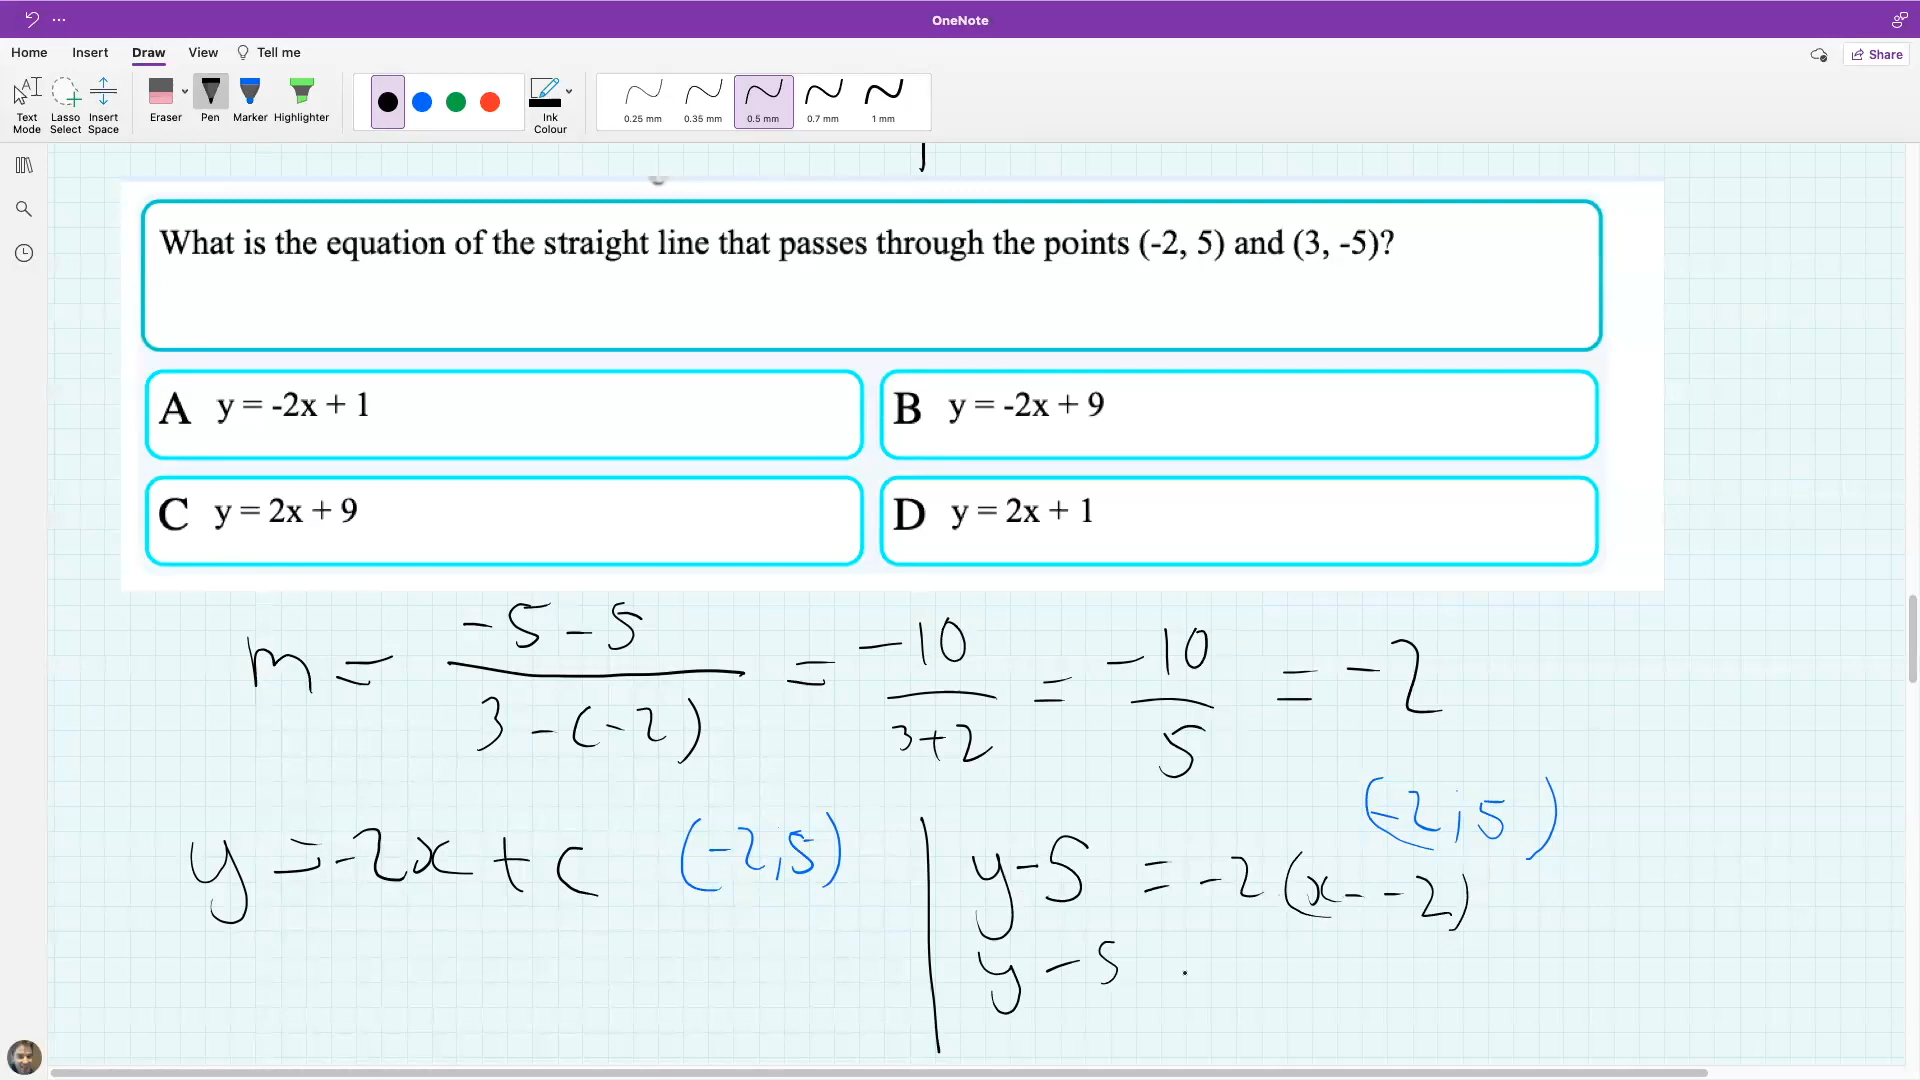 OneNote
Home Insert Draw View Tell me
Share
Text Mode
Lasso Select
Insert Space
Eraser
Pen
Marker
Highlighter
Ink Colour
0.25 mm
0.35 mm
0.5 mm
0.7 mm
1 mm
What is the equation of the straight line that passes through the points (-2, 5) and (3, -5)?
A y = -2x + 1
B y = -2x + 9
C y = 2x + 9
D y = 2x + 1
m = (-5-5)/(3-(-2)) = -10/(3+2) = -10/5 = -2
y = -2x + c (-2,5)
(-2,5)
y-5 = -2(x--2)
y-5